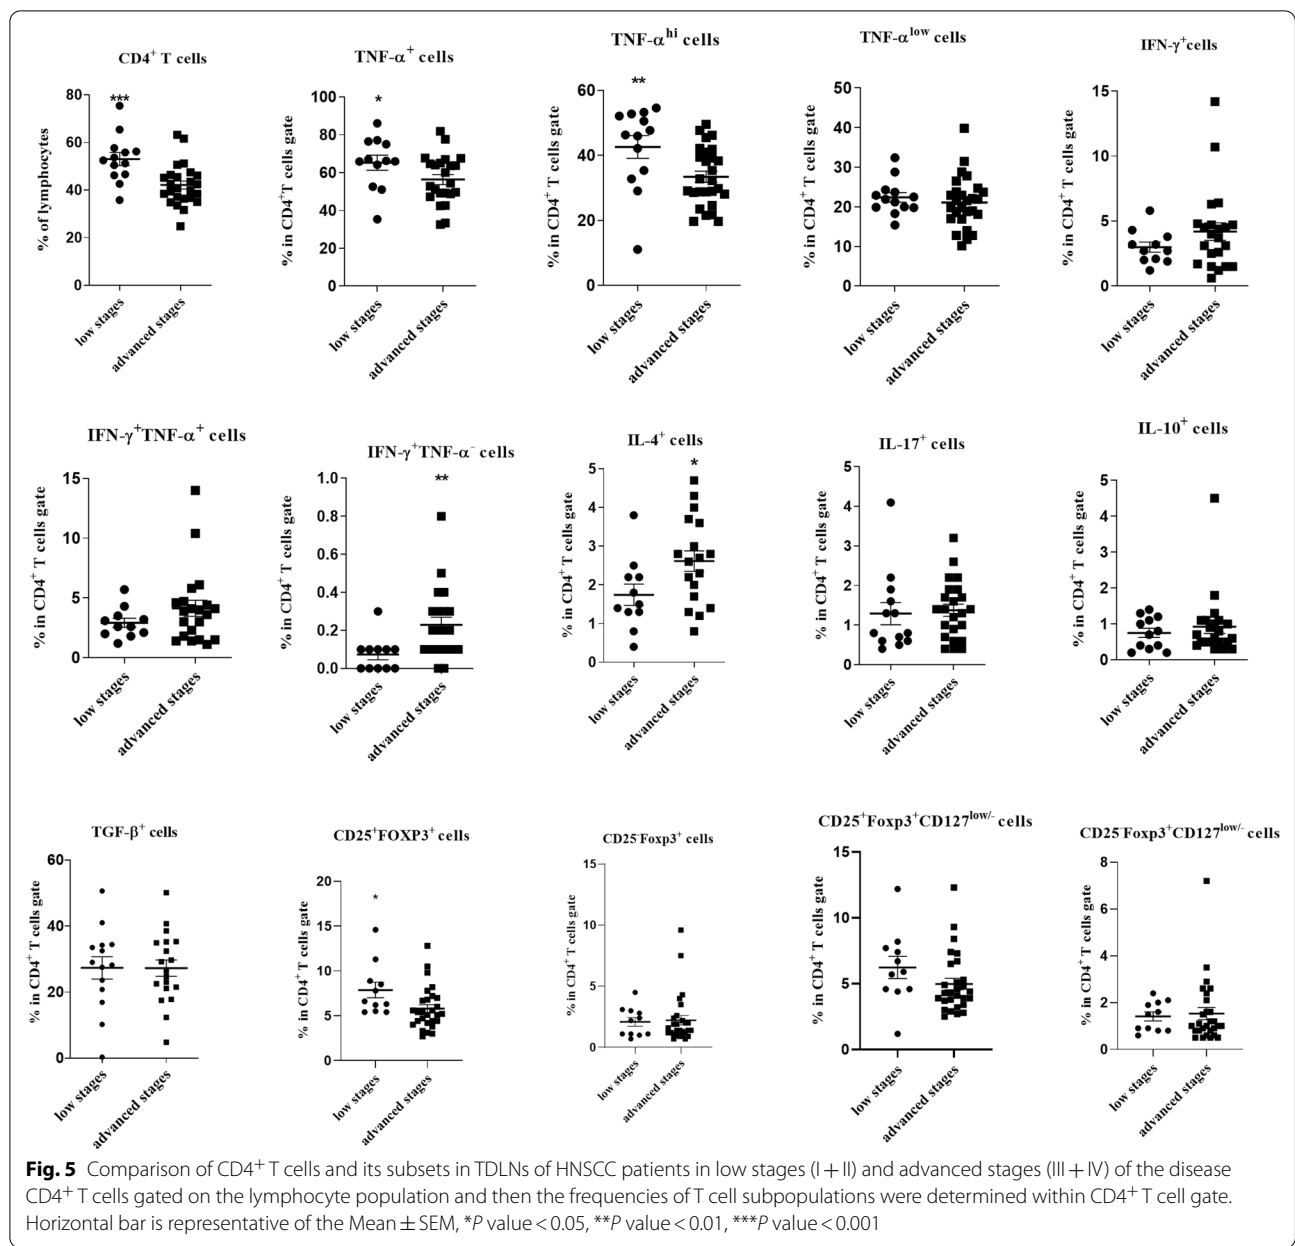 CD4⁺ T cells
% of lymphocytes
80
60
40
20
0
***
low stages
advanced stages
TNF-α⁺ cells
% in CD4⁺T cells gate
100
80
60
40
20
0
*
low stages
advanced stages
TNF-αʰⁱ cells
% in CD4⁺ T cells gate
60
40
20
0
**
low stages
advanced stages
TNF-αˡᵒʷ cells
% in CD4⁺ T cells gate
50
40
30
20
10
0
low stages
advanced stages
IFN-γ⁺cells
% in CD4⁺ T cells gate
15
10
5
0
low stages
advanced stages
IFN-γ⁺TNF-α⁺ cells
% in CD4⁺ T cells gate
15
10
5
0
low stages
advanced stages
IFN-γ⁺TNF-α⁻ cells
% in CD4⁺ T cells gate
1.0
0.8
0.6
0.4
0.2
0.0
**
low stages
advanced stages
IL-4⁺ cells
% in CD4⁺ T cells gate
5
4
3
2
1
0
*
low stages
advanced stages
IL-17⁺ cells
% in CD4⁺ T cells gate
5
4
3
2
1
0
low stages
advanced stages
IL-10⁺ cells
% in CD4⁺ T cells gate
5
4
3
2
1
0
low stages
advanced stages
TGF-β⁺ cells
% in CD4⁺ T cells gate
60
40
20
0
low stages
advanced stages
CD25⁺FOXP3⁺ cells
% in CD4⁺ T cells gate
20
15
10
5
0
*
low stages
advanced stages
CD25⁻Foxp3⁺ cells
% in CD4⁺ T cells gate
15
10
5
0
low stages
advanced stages
CD25⁺Foxp3⁺CD127ˡᵒʷ/⁻ cells
% in CD4⁺ T cells gate
15
10
5
0
low stages
advanced stages
CD25⁻Foxp3⁺CD127ˡᵒʷ/⁻ cells
% in CD4⁺ T cells gate
8
6
4
2
0
low stages
advanced stages
Fig. 5 Comparison of CD4⁺ T cells and its subsets in TDLNs of HNSCC patients in low stages (I + II) and advanced stages (III + IV) of the disease
CD4⁺ T cells gated on the lymphocyte population and then the frequencies of T cell subpopulations were determined within CD4⁺ T cell gate.
Horizontal bar is representative of the Mean ± SEM, *P value < 0.05, **P value < 0.01, ***P value < 0.001